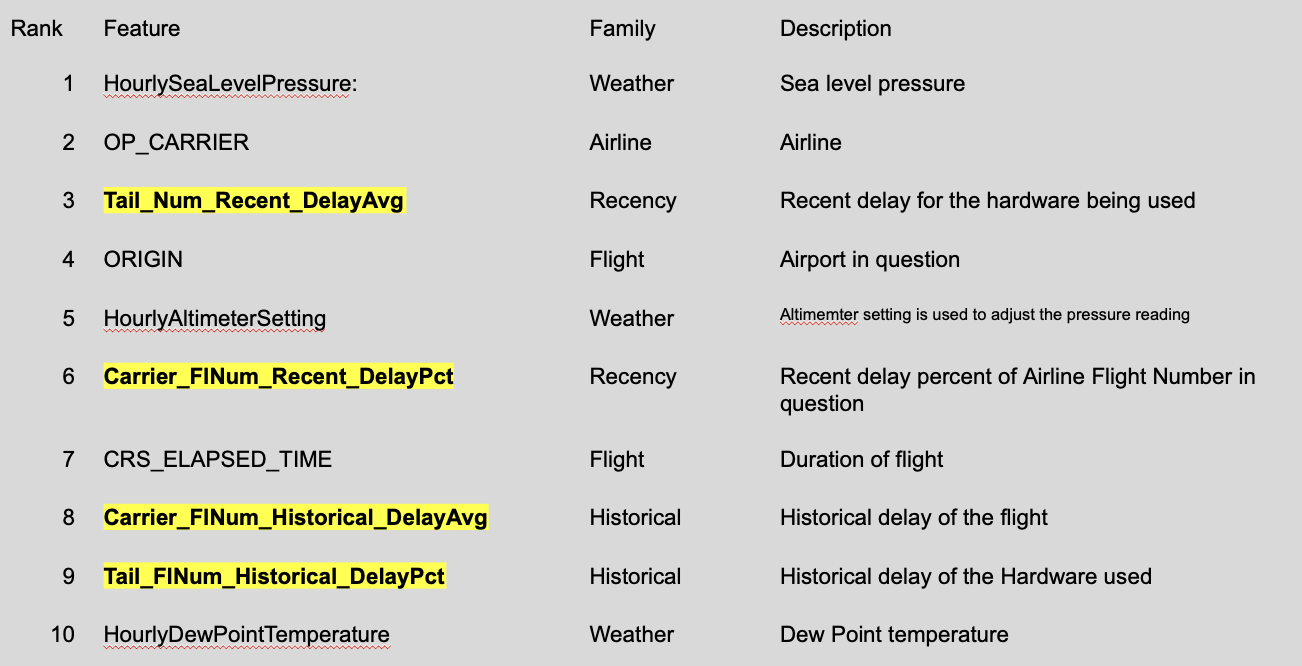 Rank Feature Family Description
1 HourlySeaLevelPressure: Weather Sea level pressure
2 OP_CARRIER Airline Airline
3 Tail_Num_Recent_DelayAvg Recency Recent delay for the hardware being used
4 ORIGIN Flight Airport in question
5 HourlyAltimeterSetting Weather Altimemter setting is used to adjust the pressure reading
6 Carrier_FlNum_Recent_DelayPct Recency Recent delay percent of Airline Flight Number in
question
7 CRS_ELAPSED_TIME Flight Duration of flight
8 Carrier_FlNum_Historical_DelayAvg Historical Historical delay of the flight
9 Tail_FlNum_Historical_DelayPct Historical Historical delay of the Hardware used
10 HourlyDewPointTemperature Weather Dew Point temperature